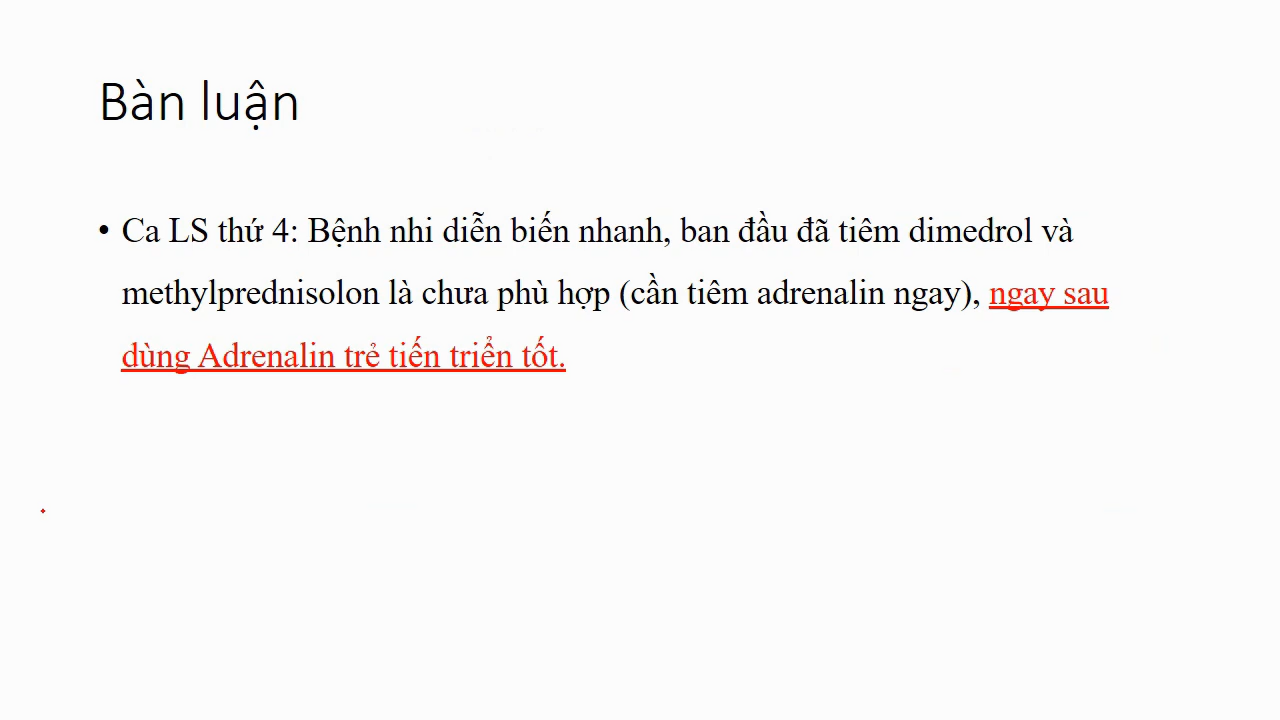 Bàn luận
• Ca LS thứ 4: Bệnh nhi diễn biến nhanh, ban đầu đã tiêm dimedrol và
methylprednisolon là chưa phù hợp (cần tiêm adrenalin ngay), ngay sau
dùng Adrenalin trẻ tiến triển tốt.